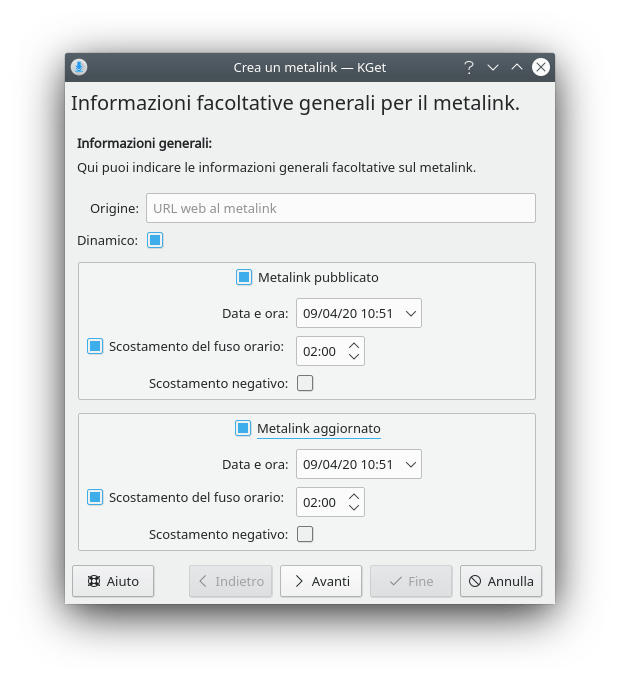 Crea un metalink — KGet
Informazioni facoltative generali per il metalink.
Informazioni generali:
Qui puoi indicare le informazioni generali facoltative sul metalink.
Origine: URL web al metalink
Dinamico:
Metalink pubblicato
Data e ora: 09/04/20 10:51
Scostamento del fuso orario: 02:00
Scostamento negativo:
Metalink aggiornato
Data e ora: 09/04/20 10:51
Scostamento del fuso orario: 02:00
Scostamento negativo:
Aiuto Indietro Avanti Fine Annulla